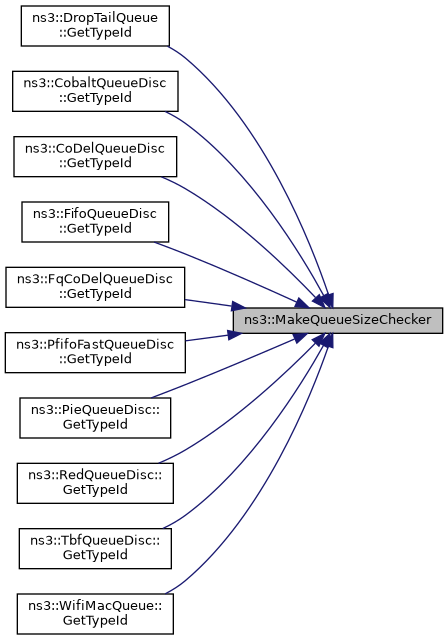 ns3::DropTailQueue
::GetTypeId
ns3::CobaltQueueDisc
::GetTypeId
ns3::CoDelQueueDisc
::GetTypeId
ns3::FifoQueueDisc
::GetTypeId
ns3::FqCoDelQueueDisc
::GetTypeId
ns3::MakeQueueSizeChecker
ns3::PfifoFastQueueDisc
::GetTypeId
ns3::PieQueueDisc::
GetTypeId
ns3::RedQueueDisc::
GetTypeId
ns3::TbfQueueDisc::
GetTypeId
ns3::WifiMacQueue::
GetTypeId